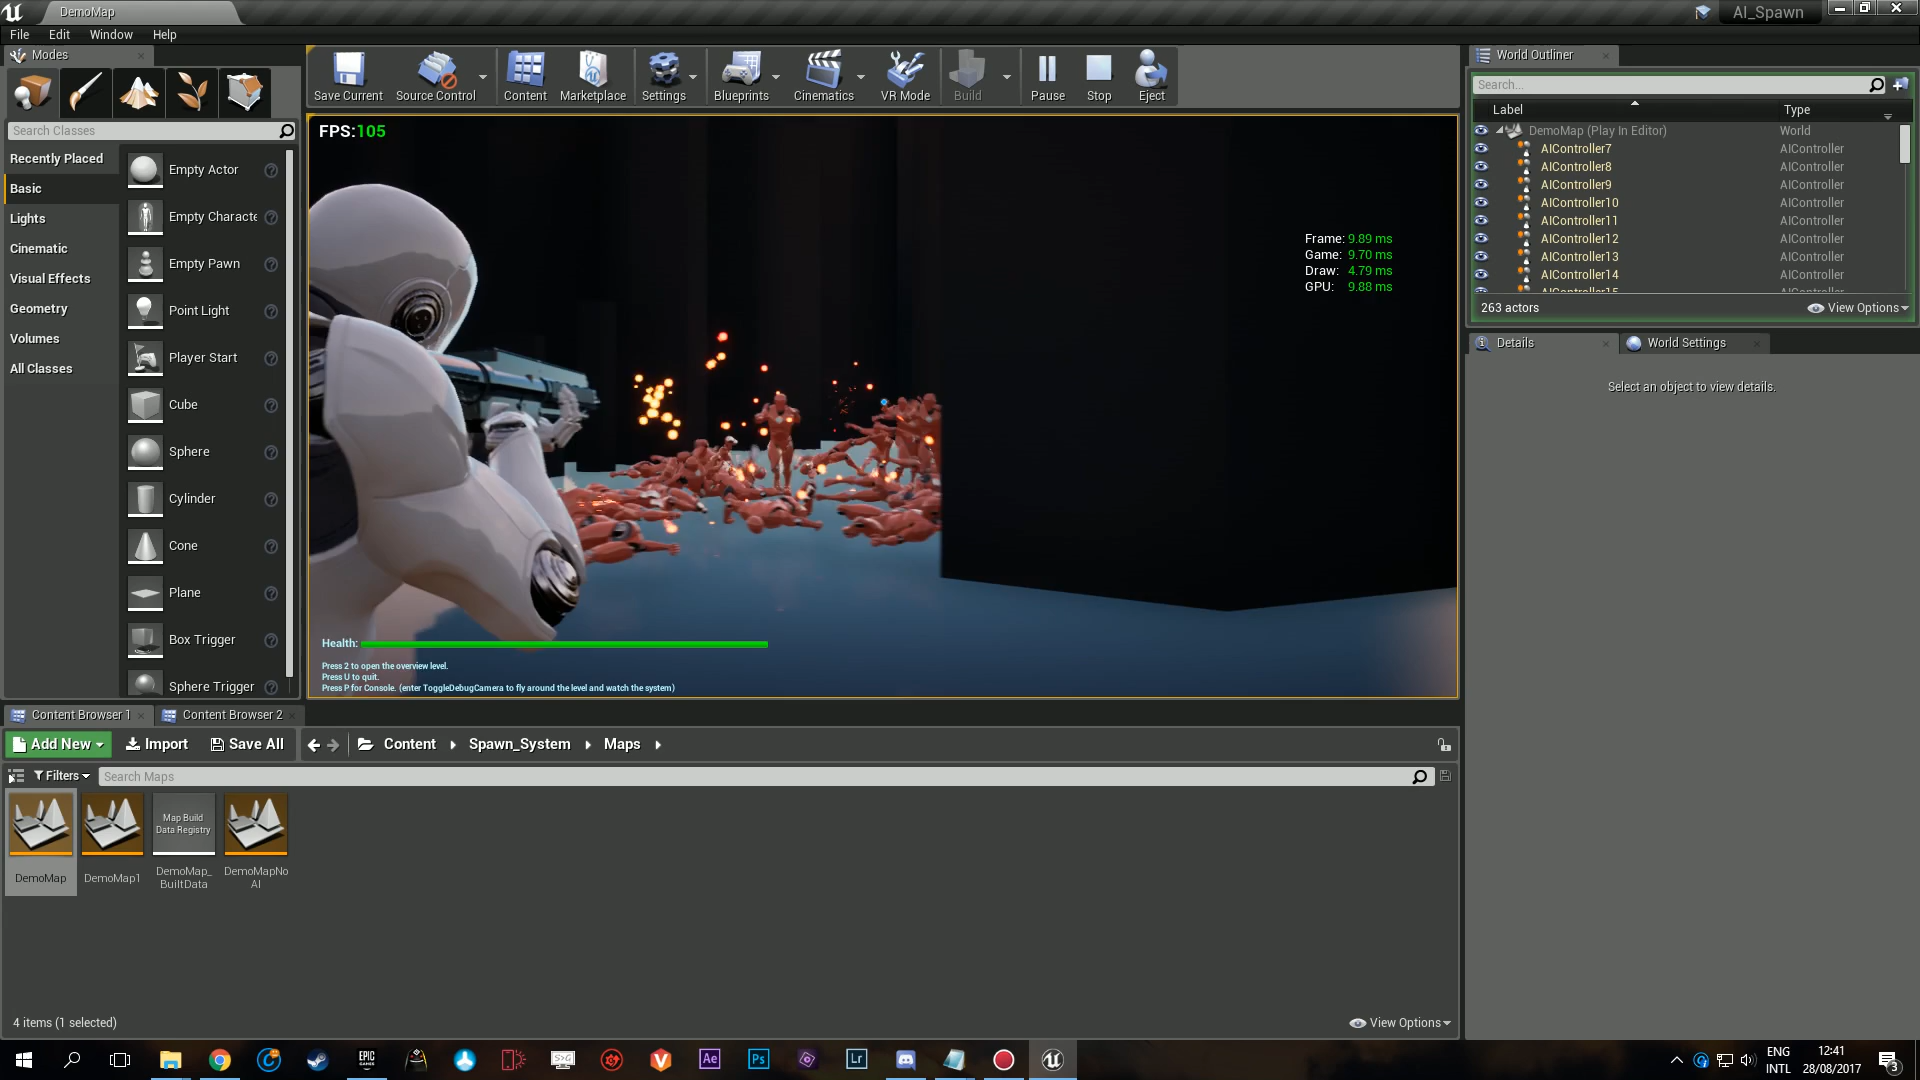 DemoMap
AI_Spawn
File Edit Window Help
Modes
Save Current
Source Control
Content
Marketplace
Settings
Blueprints
Cinematics
VR Mode
Build
Pause
Stop
Eject
Search Classes
Recently Placed
Basic
Lights
Cinematic
Visual Effects
Geometry
Volumes
All Classes
Empty Actor
Empty Characte
Empty Pawn
Point Light
Player Start
Cube
Sphere
Cylinder
Cone
Plane
Box Trigger
Sphere Trigger
FPS:105
Frame: 9.89 ms
Game: 9.70 ms
Draw: 4.79 ms
GPU: 9.88 ms
Health:
Press 2 to open the overview level.
Press U to quit.
Press P for Console. (enter ToggleDebugCamera to fly around the level and watch the system)
World Outliner
Search...
Label Type
DemoMap (Play In Editor) World
AIController7 AIController
AIController8 AIController
AIController9 AIController
AIController10 AIController
AIController11 AIController
AIController12 AIController
AIController13 AIController
AIController14 AIController
AIController15 AIController
263 actors
View Options
Details
World Settings
Select an object to view details.
Content Browser 1
Content Browser 2
Add New
Import
Save All
Content
Spawn_System
Maps
Filters
Search Maps
DemoMap
DemoMap1
Map Build
Data Registry
DemoMap_
BuiltData
DemoMapNo
AI
4 items (1 selected)
View Options
EPIC
GAMES
S>G
Ae
Ps
Lr
ENG
INTL
12:41
28/08/2017
3